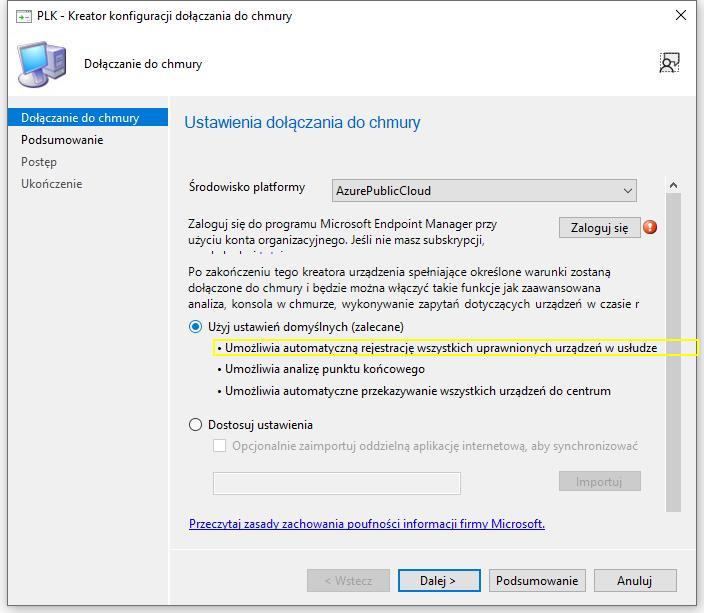 PLK - Kreator konfiguracji dołączania do chmury
Dołączanie do chmury
Dołączanie do chmury
Podsumowanie
Postęp
Ukończenie
Ustawienia dołączania do chmury
Środowisko platformy
AzurePublicCloud
Zaloguj się do programu Microsoft Endpoint Manager przy
użyciu konta organizacyjnego. Jeśli nie masz subskrypcji,
Zaloguj się
Po zakończeniu tego kreatora urządzenia spełniające określone warunki zostaną
dołączone do chmury i będzie można włączyć takie funkcje jak zaawansowana
analiza, konsola w chmurze, wykonywanie zapytań dotyczących urządzeń w czasie r
Użyj ustawień domyślnych (zalecane)
• Umożliwia automatyczną rejestrację wszystkich uprawnionych urządzeń w usłudze
• Umożliwia analizę punktu końcowego
• Umożliwia automatyczne przekazywanie wszystkich urządzeń do centrum
Dostosuj ustawienia
Opcjonalnie zaimportuj oddzielną aplikację internetową, aby synchronizować
Importuj
Przeczytaj zasady zachowania poufności informacji firmy Microsoft.
< Wstecz
Dalej >
Podsumowanie
Anuluj